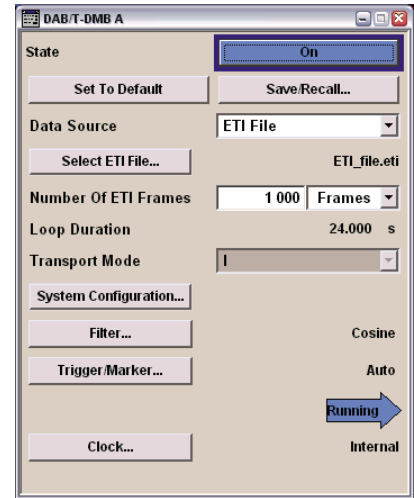 DAB/T-DMB A
State On
Set To Default Save/Recall...
Data Source ETI File
Select ETI File... ETI_file.eti
Number Of ETI Frames 1 000 Frames
Loop Duration 24.000 s
Transport Mode I
System Configuration...
Filter... Cosine
Trigger/Marker... Auto
Running
Clock... Internal